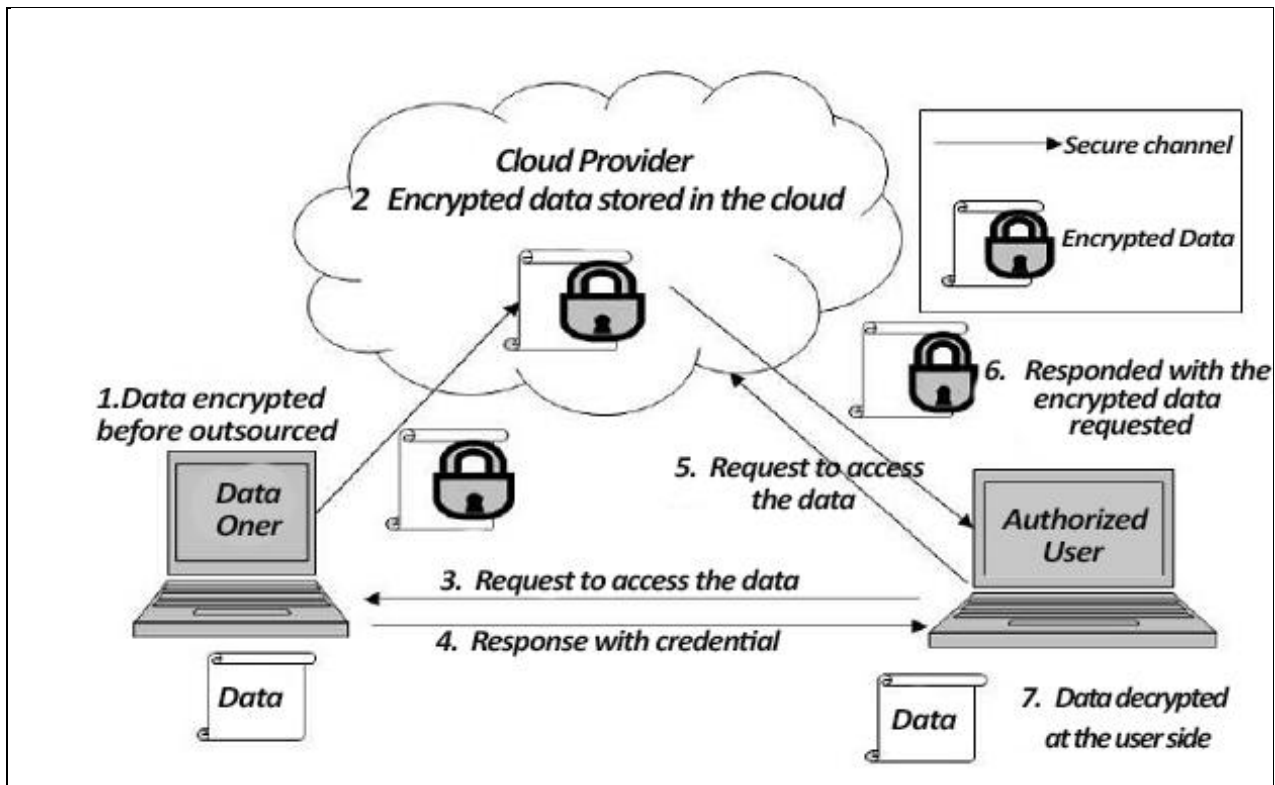 Cloud Provider
2 Encrypted data stored in the cloud
Secure channel
Encrypted Data
1.Data encrypted
before outsourced
Data
Oner
6. Responded with the
encrypted data
requested
5. Request to access
the data
Authorized
User
3. Request to access the data
4. Response with credential
Data
Data
7. Data decrypted
at the user side